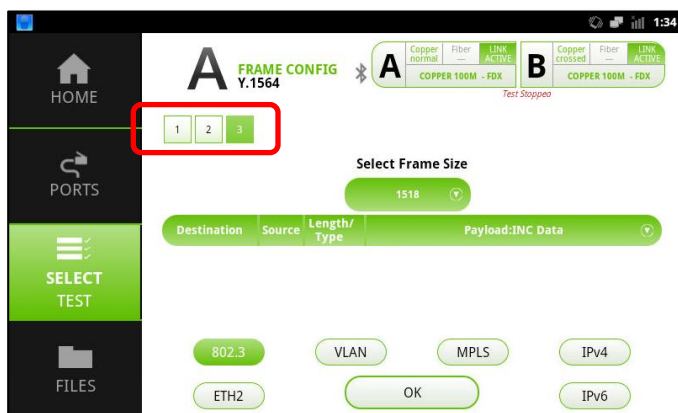 1:34
HOME
PORTS
SELECT
TEST
FILES
A
FRAME CONFIG
Y.1564
A
Copper
normal
Fiber
---
LINK
ACTIVE
COPPER 100M - FDX
B
Copper
crossed
Fiber
---
LINK
ACTIVE
COPPER 100M - FDX
Test Stopped
1 2 3
Select Frame Size
1518
Destination Source Length/
Type Payload:INC Data
802.3 VLAN MPLS IPv4
ETH2 OK IPv6